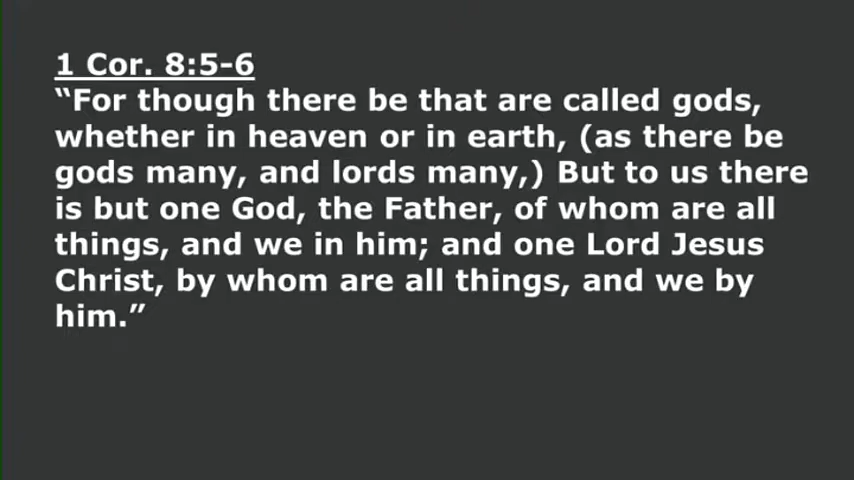 1 Cor. 8:5-6
“For though there be that are called gods,
whether in heaven or in earth, (as there be
gods many, and lords many,) But to us there
is but one God, the Father, of whom are all
things, and we in him; and one Lord Jesus
Christ, by whom are all things, and we by
him.”